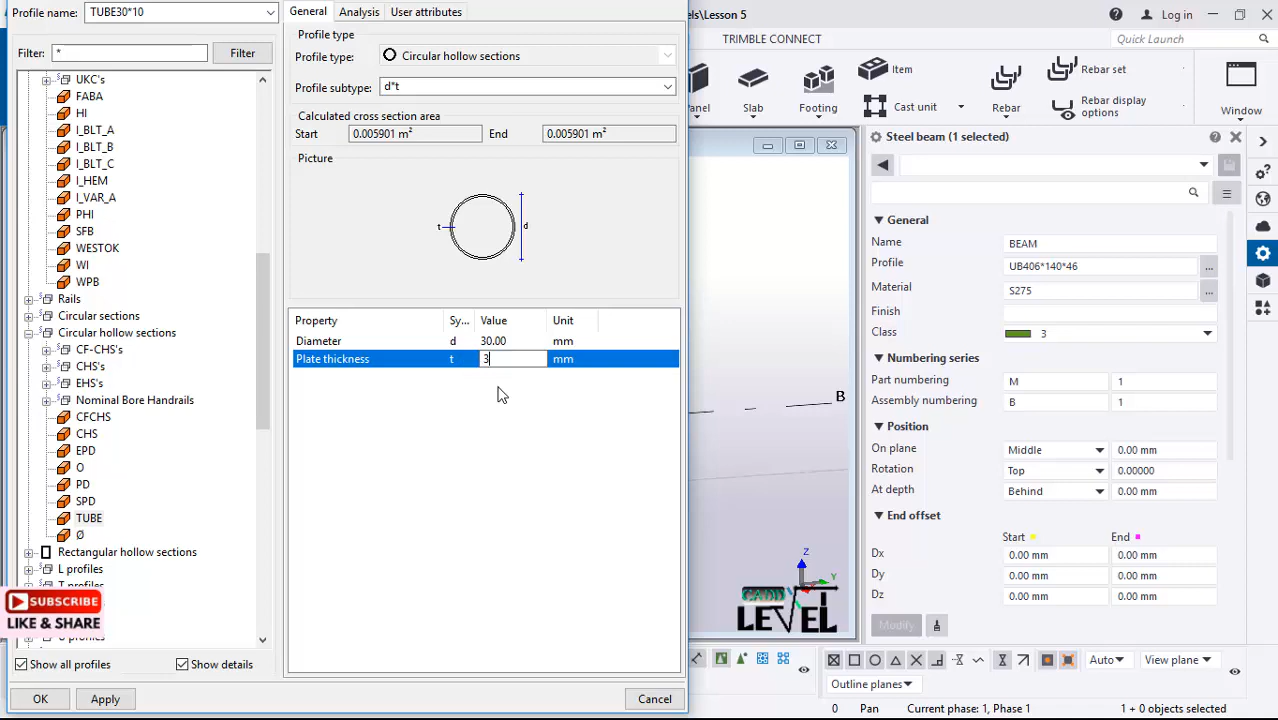 Profile name: TUBE30*10
Filter: * Filter
UKC's
FABA
HI
I_BLT_A
I_BLT_B
I_BLT_C
I_HEM
I_VAR_A
PHI
SFB
WESTOK
WI
WPB
Rails
Circular sections
Circular hollow sections
CF-CHS's
CHS's
EHS's
Nominal Bore Handrails
CFCHS
CHS
EPD
O
PD
SPD
TUBE
Ø
Rectangular hollow sections
L profiles
SUBSCRIBE
LIKE & SHARE
Show all profiles Show details
OK Apply Cancel
General Analysis User attributes
Profile type
Profile type: Circular hollow sections
Profile subtype: d*t
Calculated cross section area
Start 0.005901 m² End 0.005901 m²
Picture
t d
Property Sy... Value Unit
Diameter d 30.00 mm
Plate thickness t 3 mm
els\Lesson 5
Log in
TRIMBLE CONNECT
Quick Launch
Panel
Slab
Footing
Item
Cast unit
Rebar
Rebar set
Rebar display
options
Window
B
Z
Y
CADD
LEVEL
Steel beam (1 selected)
General
Name BEAM
Profile UB406*140*46 ...
Material S275 ...
Finish
Class 3
Numbering series
Part numbering M 1
Assembly numbering B 1
Position
On plane Middle 0.00 mm
Rotation Top 0.00000
At depth Behind 0.00 mm
End offset
Start End
Dx 0.00 mm 0.00 mm
Dy 0.00 mm 0.00 mm
Dz 0.00 mm 0.00 mm
Modify
Auto View plane
Outline planes
0 Pan Current phase: 1, Phase 1 1 + 0 objects selected